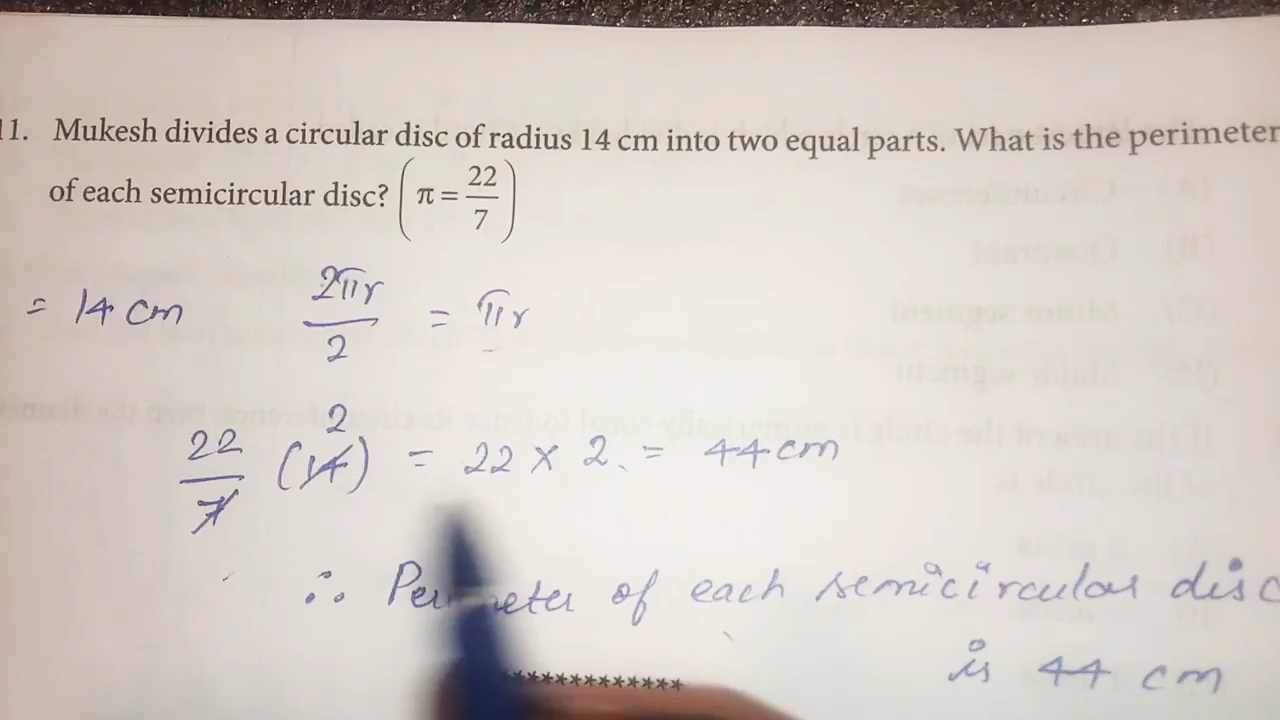 11. Mukesh divides a circular disc of radius 14 cm into two equal parts. What is the perimeter
of each semicircular disc? (π = 22/7)
= 14 cm 2πr/2 = πr
22/7 (14) 2 = 22 × 2 = 44 cm
∴ Perimeter of each semicircular disc
is 44 cm
************